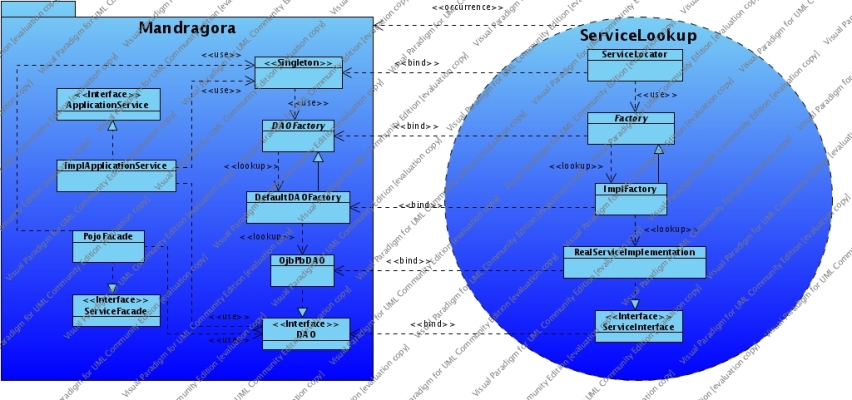 <<occurrence>>
Mandragora
ServiceLookup
<<use>>
<<Singleton>>
<<bind>>
ServiceLocator
<<use>>
<<Interface>>
ApplicationService
<<use>>
<<use>>
DAOFactory
<<bind>>
Factory
ImplApplicationService
<<lookup>>
<<lookup>>
DefaultDAOFactory
<<bind>>
ImplFactory
PojoFacade
<<lookup>>
<<lookup>>
OjbPbDAO
<<bind>>
RealServiceImplementation
<<Interface>>
ServiceFacade
<<use>>
<<use>>
<<Interface>>
DAO
<<bind>>
<<Interface>>
ServiceInterface
Visual Paradigm for UML Community Edition [evaluation copy]